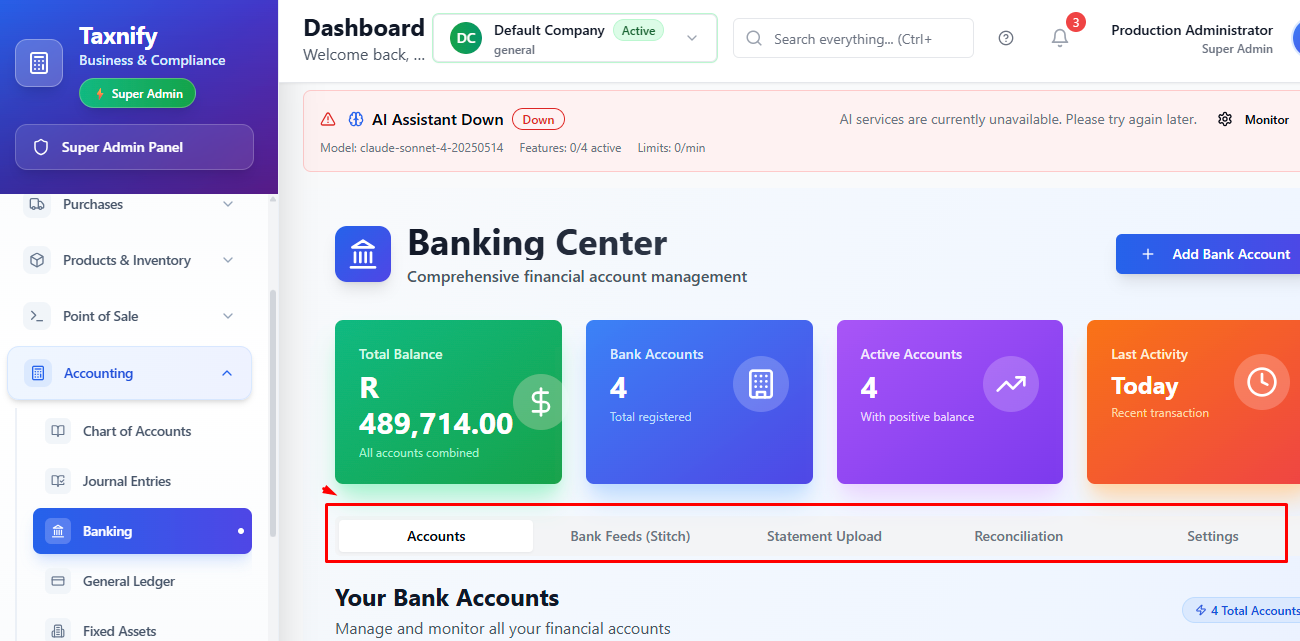 Taxnify
Business & Compliance
Super Admin
Super Admin Panel
Purchases
Products & Inventory
Point of Sale
Accounting
Chart of Accounts
Journal Entries
Banking
General Ledger
Fixed Assets
Dashboard
Welcome back, ...
DC
Default Company
Active
general
Search everything... (Ctrl+
3
Production Administrator
Super Admin
AI Assistant Down
Down
AI services are currently unavailable. Please try again later.
Monitor
Model: claude-sonnet-4-20250514 Features: 0/4 active Limits: 0/min
Banking Center
Comprehensive financial account management
Add Bank Account
Total Balance
R
489,714.00
All accounts combined
Bank Accounts
4
Total registered
Active Accounts
4
With positive balance
Last Activity
Today
Recent transaction
Accounts
Bank Feeds (Stitch)
Statement Upload
Reconciliation
Settings
Your Bank Accounts
Manage and monitor all your financial accounts
4 Total Accounts